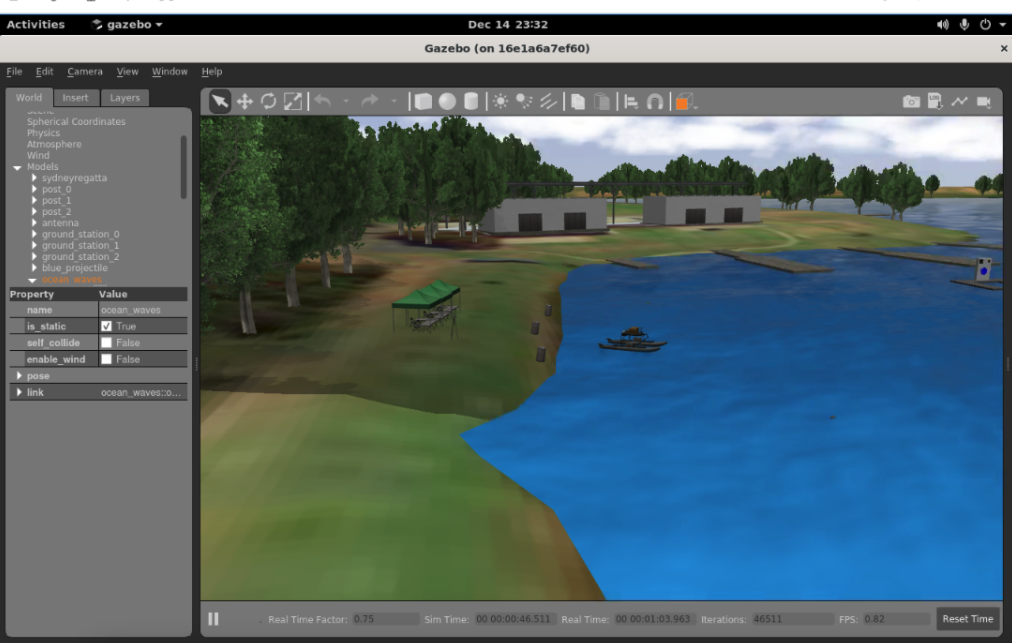 Activities gazebo Dec 14 23:32
Gazebo (on 16e1a6a7ef60)
File Edit Camera View Window Help
World Insert Layers
Spherical Coordinates
Physics
Atmosphere
Wind
Models
sydneyregatta
post_0
post_1
post_2
antenna
ground_station_0
ground_station_1
ground_station_2
blue_projectile
ocean_waves
Property Value
name ocean_waves
is_static True
self_collide False
enable_wind False
pose
link ocean_waves::o...
Real Time Factor: 0.75 Sim Time: 00 00:00:46.511 Real Time: 00 00:01:03.963 Iterations: 46511 FPS: 0.82 Reset Time